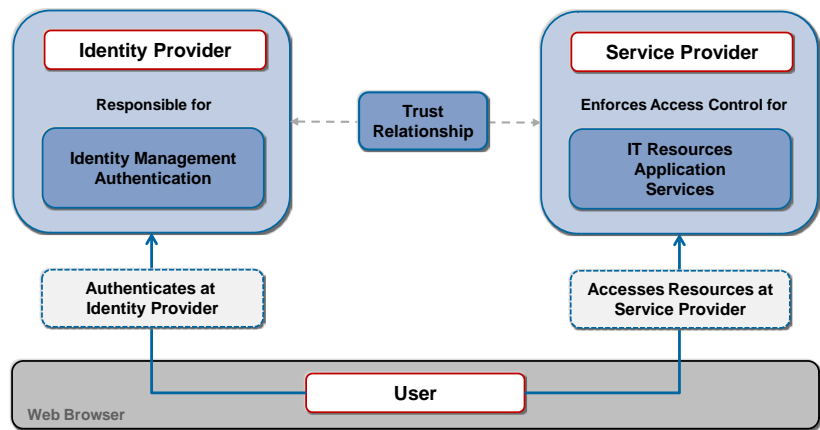 Identity Provider
Responsible for
Identity Management
Authentication
Trust
Relationship
Service Provider
Enforces Access Control for
IT Resources
Application
Services
Authenticates at
Identity Provider
Accesses Resources at
Service Provider
User
Web Browser